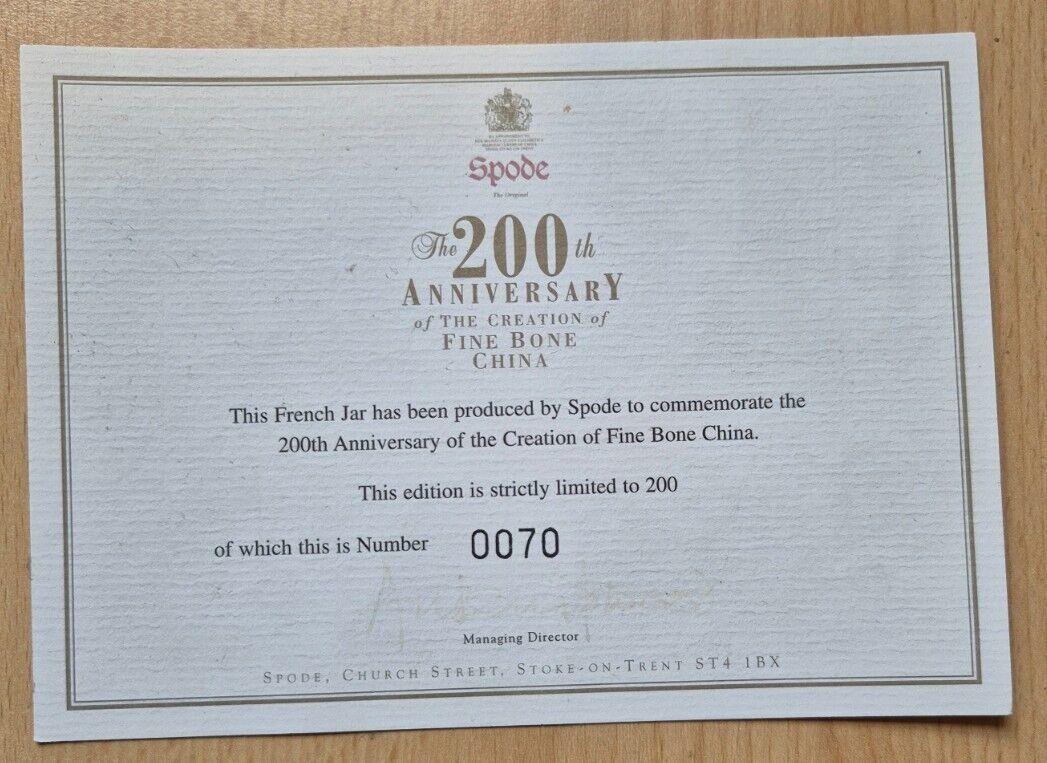 Spode
The Original
The 200th
ANNIVERSARY
of THE CREATION of
FINE BONE
CHINA
This French Jar has been produced by Spode to commemorate the
200th Anniversary of the Creation of Fine Bone China.
This edition is strictly limited to 200
of which this is Number 0070
Managing Director
SPODE, CHURCH STREET, STOKE-ON-TRENT ST4 1BX